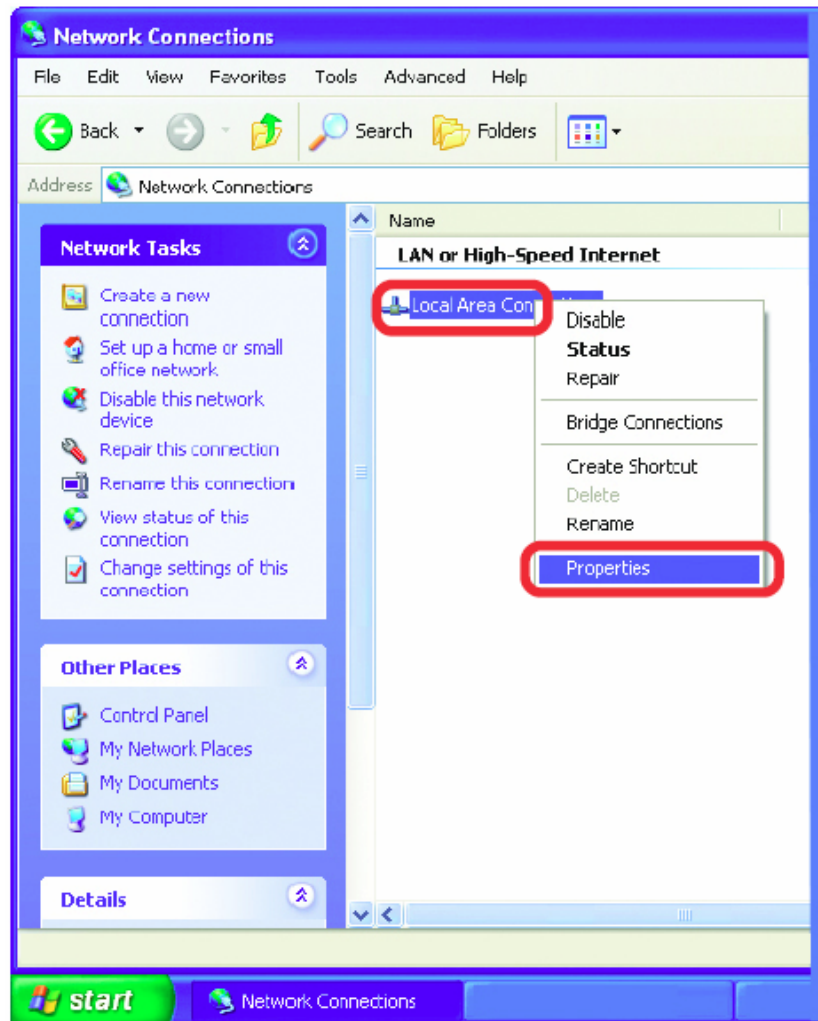 Network Connections
File Edit View Favorites Tools Advanced Help
Back Search Folders
Address Network Connections
Network Tasks
Create a new
connection
Set up a home or small
office network
Disable this network
device
Repair this connection
Rename this connection
View status of this
connection
Change settings of this
connection
Other Places
Control Panel
My Network Places
My Documents
My Computer
Details
Name
LAN or High-Speed Internet
Local Area Con
Disable
Status
Repair
Bridge Connections
Create Shortcut
Delete
Rename
Properties
start Network Connections